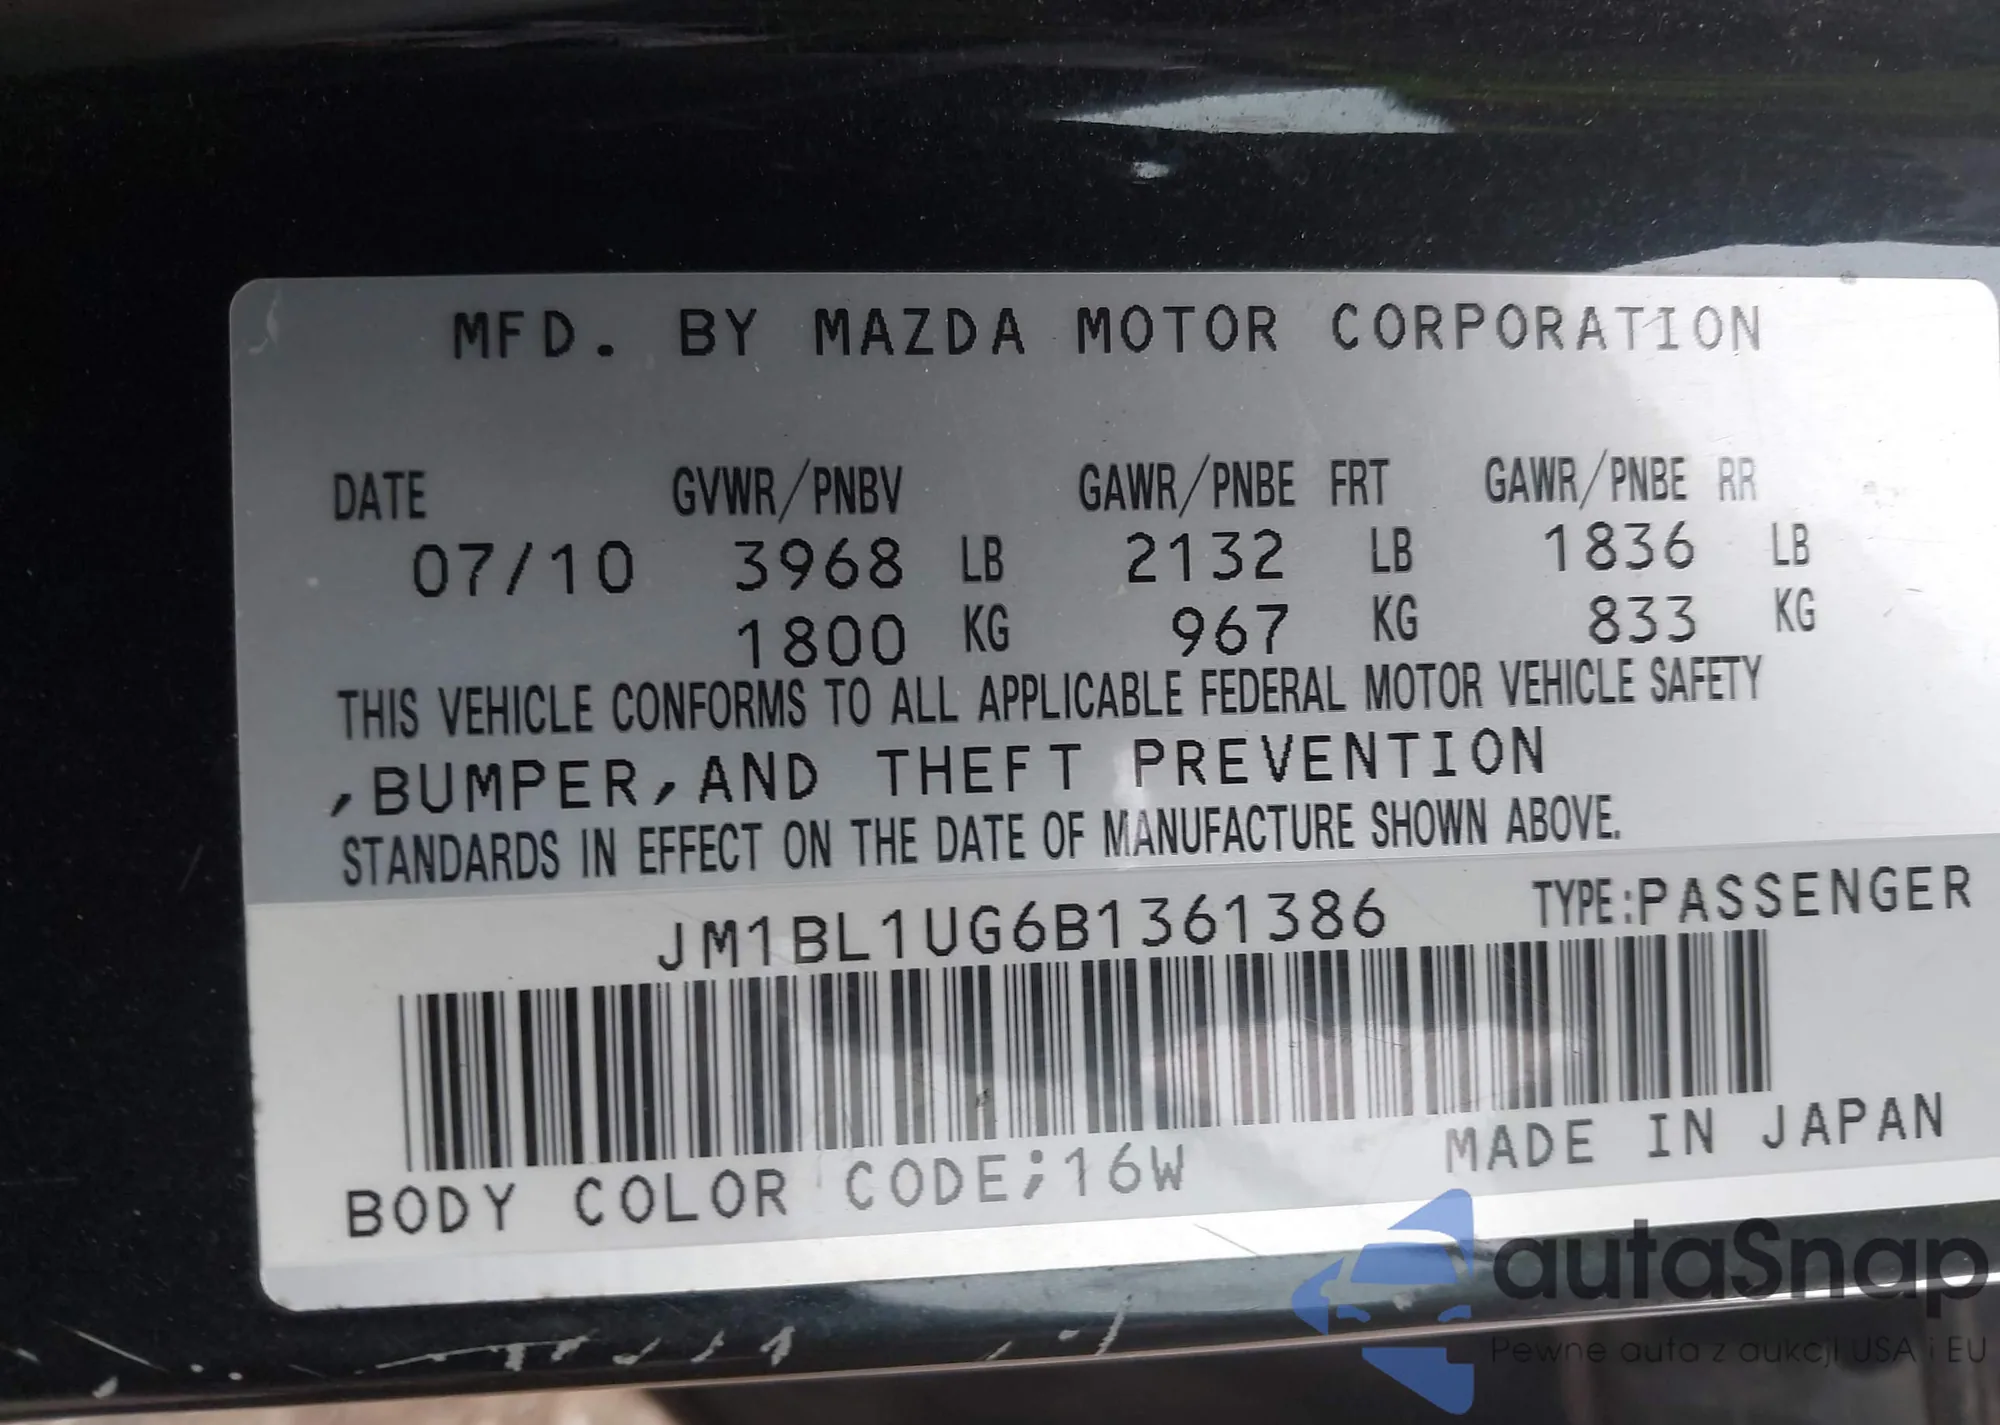 MFD. BY MAZDA MOTOR CORPORATION
DATE GVWR/PNBV GAWR/PNBE FRT GAWR/PNBE RR
07/10 3968 LB 2132 LB 1836 LB
1800 KG 967 KG 833 KG
THIS VEHICLE CONFORMS TO ALL APPLICABLE FEDERAL MOTOR VEHICLE SAFETY
,BUMPER,AND THEFT PREVENTION
STANDARDS IN EFFECT ON THE DATE OF MANUFACTURE SHOWN ABOVE.
JM1BL1UG6B1361386 TYPE:PASSENGER
BODY COLOR CODE;16W MADE IN JAPAN
autaSnap
Pewne auta z aukcji USA i EU